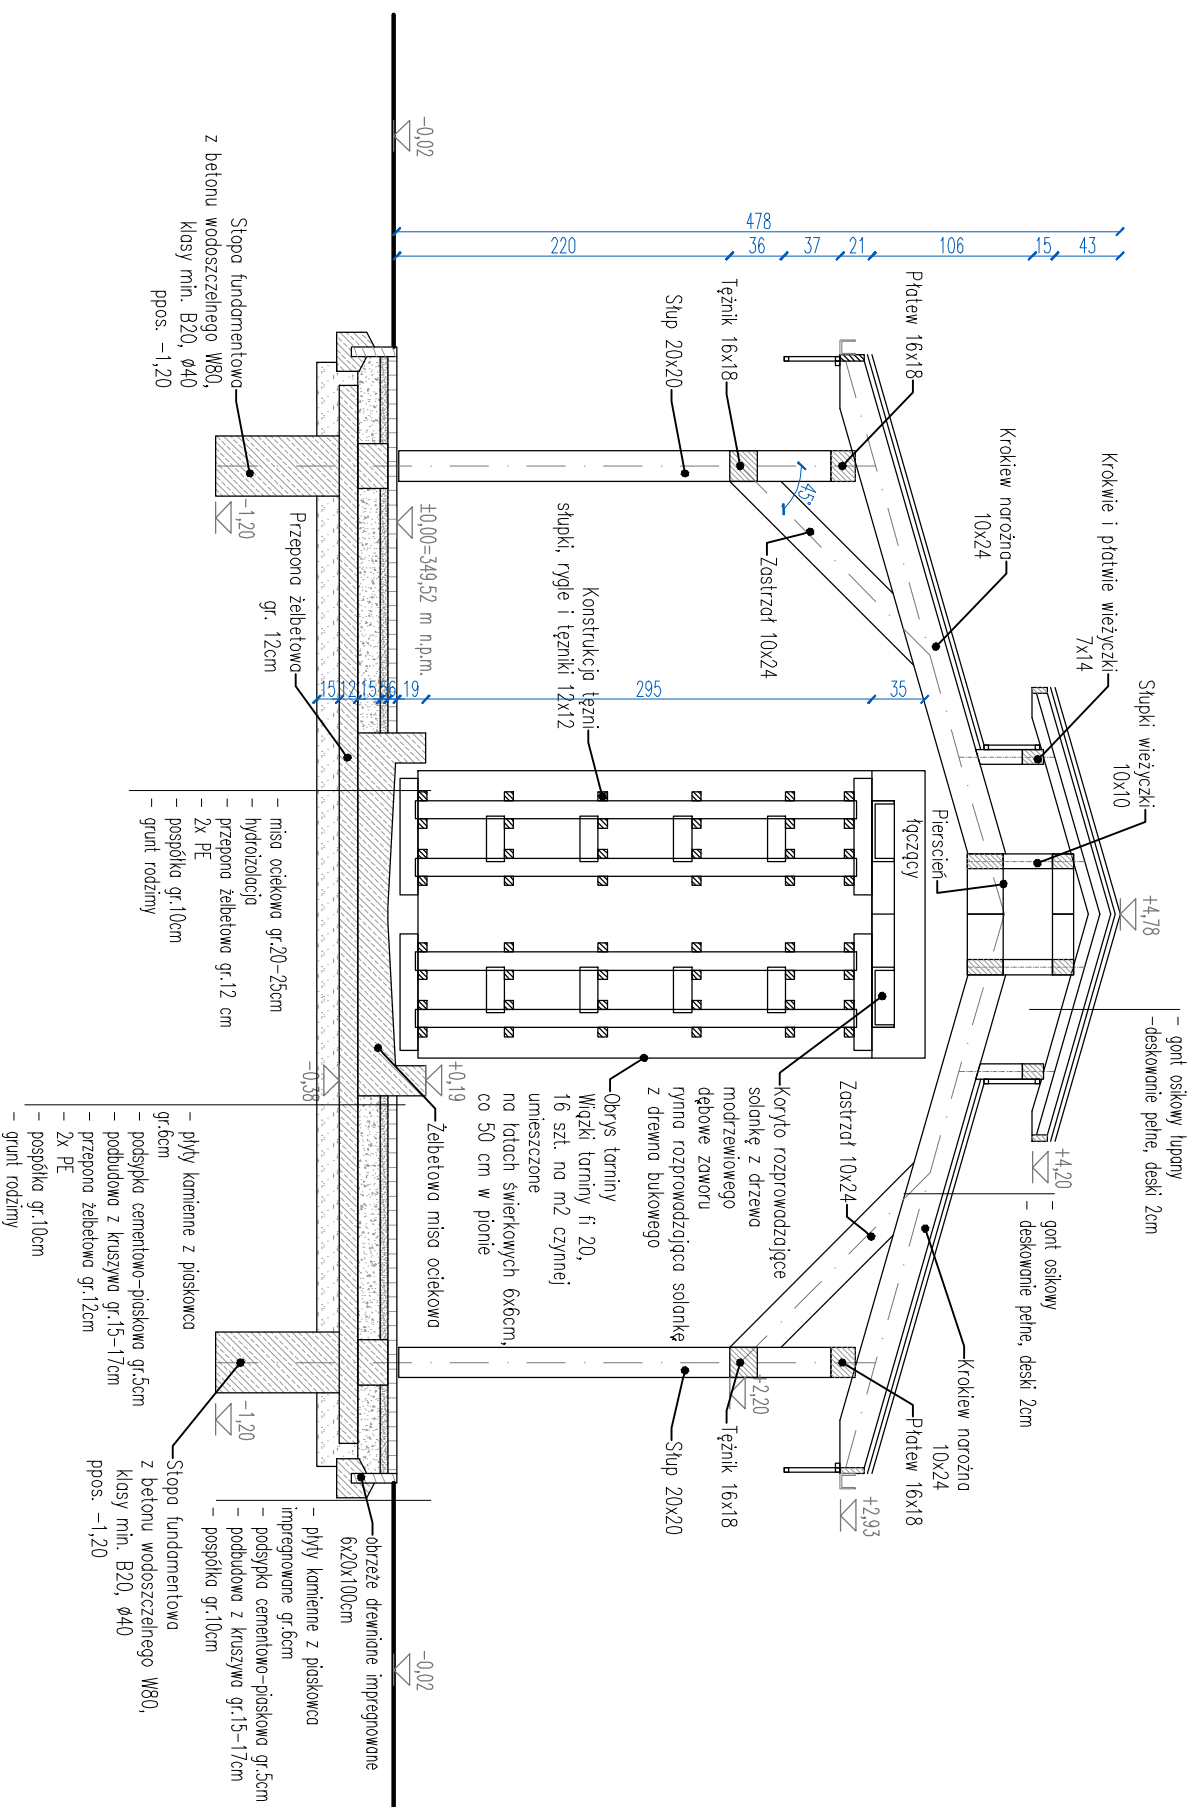 - gont osikowy łupany
-deskowanie pełne, deski 2cm
Słupki wieżyczki
10x10
Krokwie i płatwie wieżyczki
7x14
Krokiew narożna
10x24
Płatew 16x18
Tężnik 16x18
Słup 20x20
+4,78
+4,20
- gont osikowy
- deskowanie pełne, deski 2cm
Krokiew narożna
10x24
Płatew 16x18
+2,93
Tężnik 16x18
+2,20
Słup 20x20
Pierscień
łączący
Zastrzał 10x24
45°
Zastrzał 10x24
Koryto rozprowadzające
solankę z drzewa
modrzewiowego
dębowe zaworu
rynna rozprowadzająca solankę
z drewna bukowego
Obrys tarniny
Wiązki tarniny fi 20,
16 szt. na m2 czynnej
umieszczone
na łatach świerkowych 6x6cm,
co 50 cm w pionie
Żelbetowa misa ociekowa
Konstrukcja tężni
słupki, rygle i tężniki 12x12
478
43
15
106
21
37
36
220
35
295
19
6
15
12
15
-0,02
±0,00=349,52 m n.p.m.
+0,19
-0,38
-0,02
-1,20
-1,20
Stopa fundamentowa
z betonu wodoszczelnego W80,
klasy min. B20, ø40
ppos. -1,20
Przepona żelbetowa
gr. 12cm
- misa ociekowa gr.20-25cm
- hydroizolacja
- przepona żelbetowa gr.12 cm
- 2x PE
- pospółka gr.10cm
- grunt rodzimy
- płyty kamienne z piaskowca
gr.6cm
- podsypka cementowo-piaskowa gr.5cm
- podbudowa z kruszywa gr.15-17cm
- przepona żelbetowa gr.12cm
- 2x PE
- pospółka gr.10cm
- grunt rodzimy
Stopa fundamentowa
z betonu wodoszczelnego W80,
klasy min. B20, ø40
ppos. -1,20
obrzeże drewniane impregnowane
6x20x100cm
- płyty kamienne z piaskowca
impregnowane gr.6cm
- podsypka cementowo-piaskowa gr.5cm
- podbudowa z kruszywa gr.15-17cm
- pospółka gr.10cm